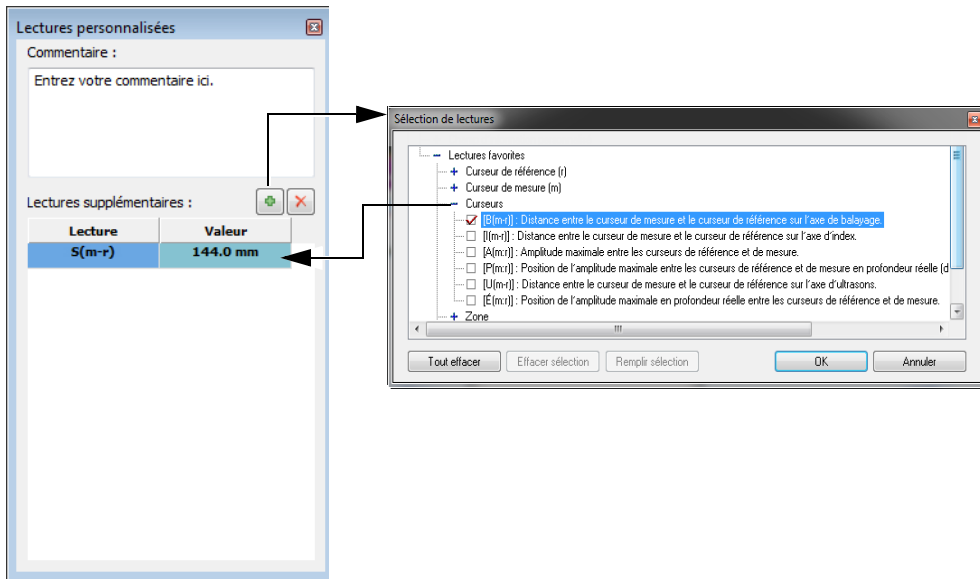 Lectures personnalisées
Commentaire :
Entrez votre commentaire ici.
Lectures supplémentaires :
Lecture Valeur
S(m-r) 144.0 mm
Sélection de lectures
Lectures favorites
Curseur de référence (r)
Curseur de mesure (m)
Curseurs
[B(m-r)] : Distance entre le curseur de mesure et le curseur de référence sur l'axe de balayage.
[I(m-r)] : Distance entre le curseur de mesure et le curseur de référence sur l'axe d'index.
[A(m-r)] : Amplitude maximale entre les curseurs de référence et de mesure.
[P(m-r)] : Position de l'amplitude maximale entre les curseurs de référence et de mesure en profondeur réelle (d
[U(m-r)] : Distance entre le curseur de mesure et le curseur de référence sur l'axe d'ultrasons.
[É(m-r)] : Position de l'amplitude maximale en profondeur réelle entre les curseurs de référence et de mesure.
Zone
Tout effacer Effacer sélection Remplir sélection OK Annuler